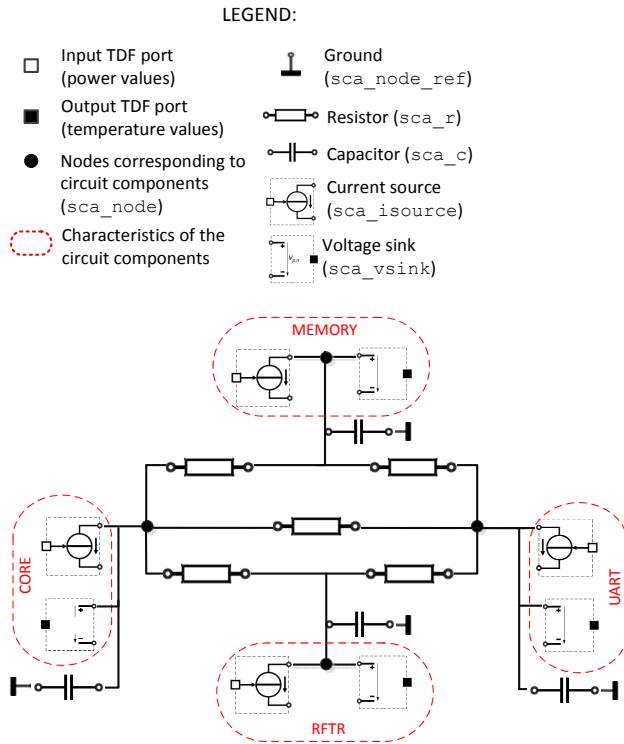 LEGEND:
Input TDF port
(power values)
Output TDF port
(temperature values)
Nodes corresponding to
circuit components
(sca_node)
Characteristics of the
circuit components
Ground
(sca_node_ref)
Resistor (sca_r)
Capacitor (sca_c)
Current source
(sca_isource)
Voltage sink
(sca_vsink)
+
Vp,n
−
MEMORY
+
−
CORE
+
−
UART
+
−
RFTR
+
−